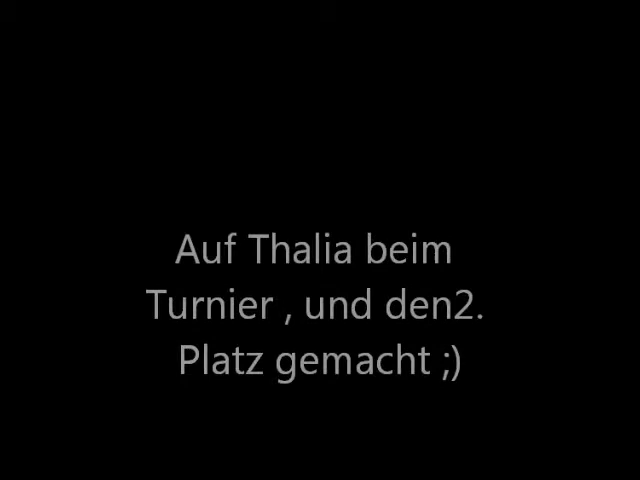 Auf Thalia beim
Turnier , und den2.
Platz gemacht ;)